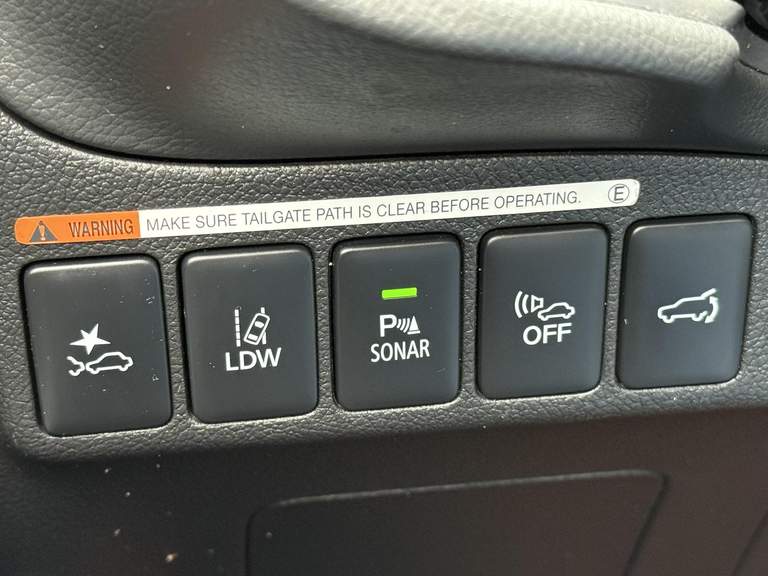 WARNING MAKE SURE TAILGATE PATH IS CLEAR BEFORE OPERATING. E
LDW
P
SONAR
OFF